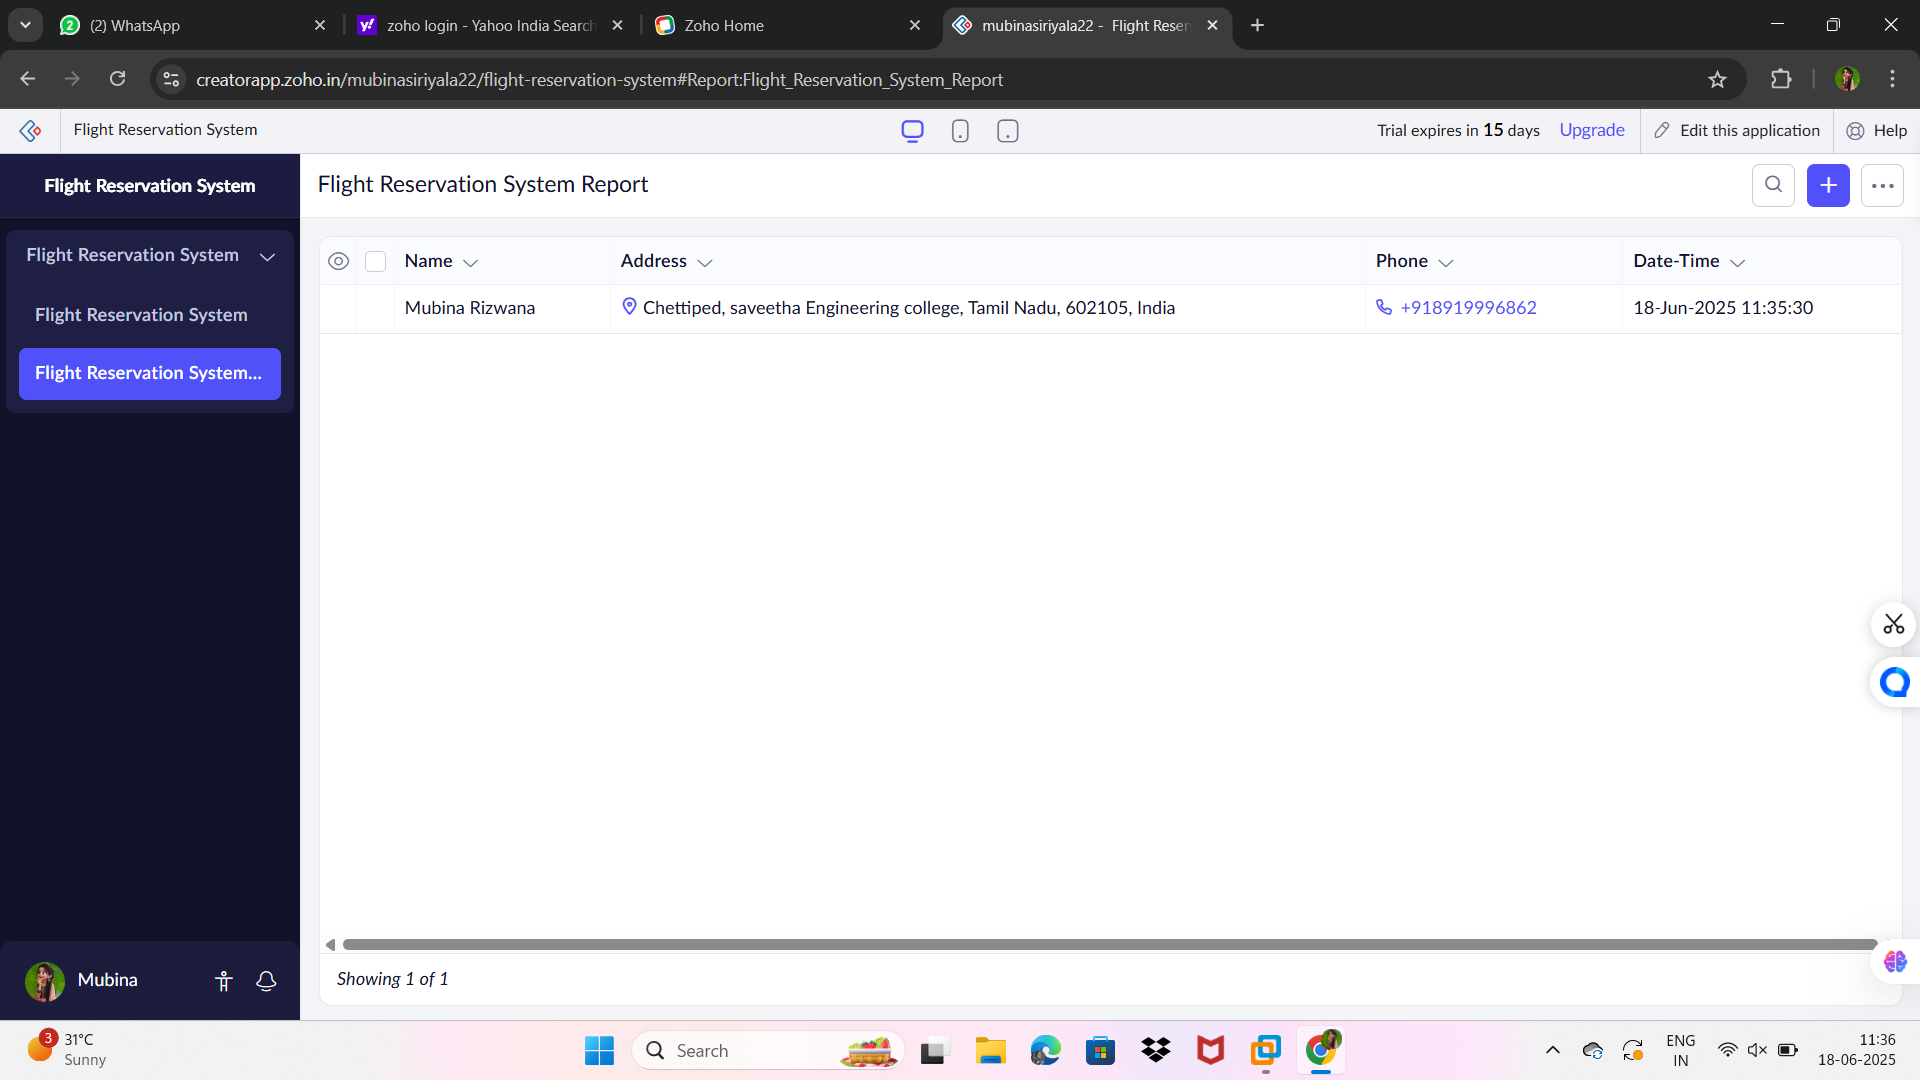 (2) WhatsApp
zoho login - Yahoo India Search
Zoho Home
mubinasiriyala22 - Flight Reser
creatorapp.zoho.in/mubinasiriyala22/flight-reservation-system#Report:Flight_Reservation_System_Report
Flight Reservation System
Trial expires in 15 days
Upgrade
Edit this application
Help
Flight Reservation System
Flight Reservation System Report
Flight Reservation System
Flight Reservation System
Flight Reservation System...
Name
Address
Phone
Date-Time
Mubina Rizwana
Chettiped, saveetha Engineering college, Tamil Nadu, 602105, India
+918919996862
18-Jun-2025 11:35:30
Showing 1 of 1
Mubina
3
31°C
Sunny
Search
ENG
IN
11:36
18-06-2025